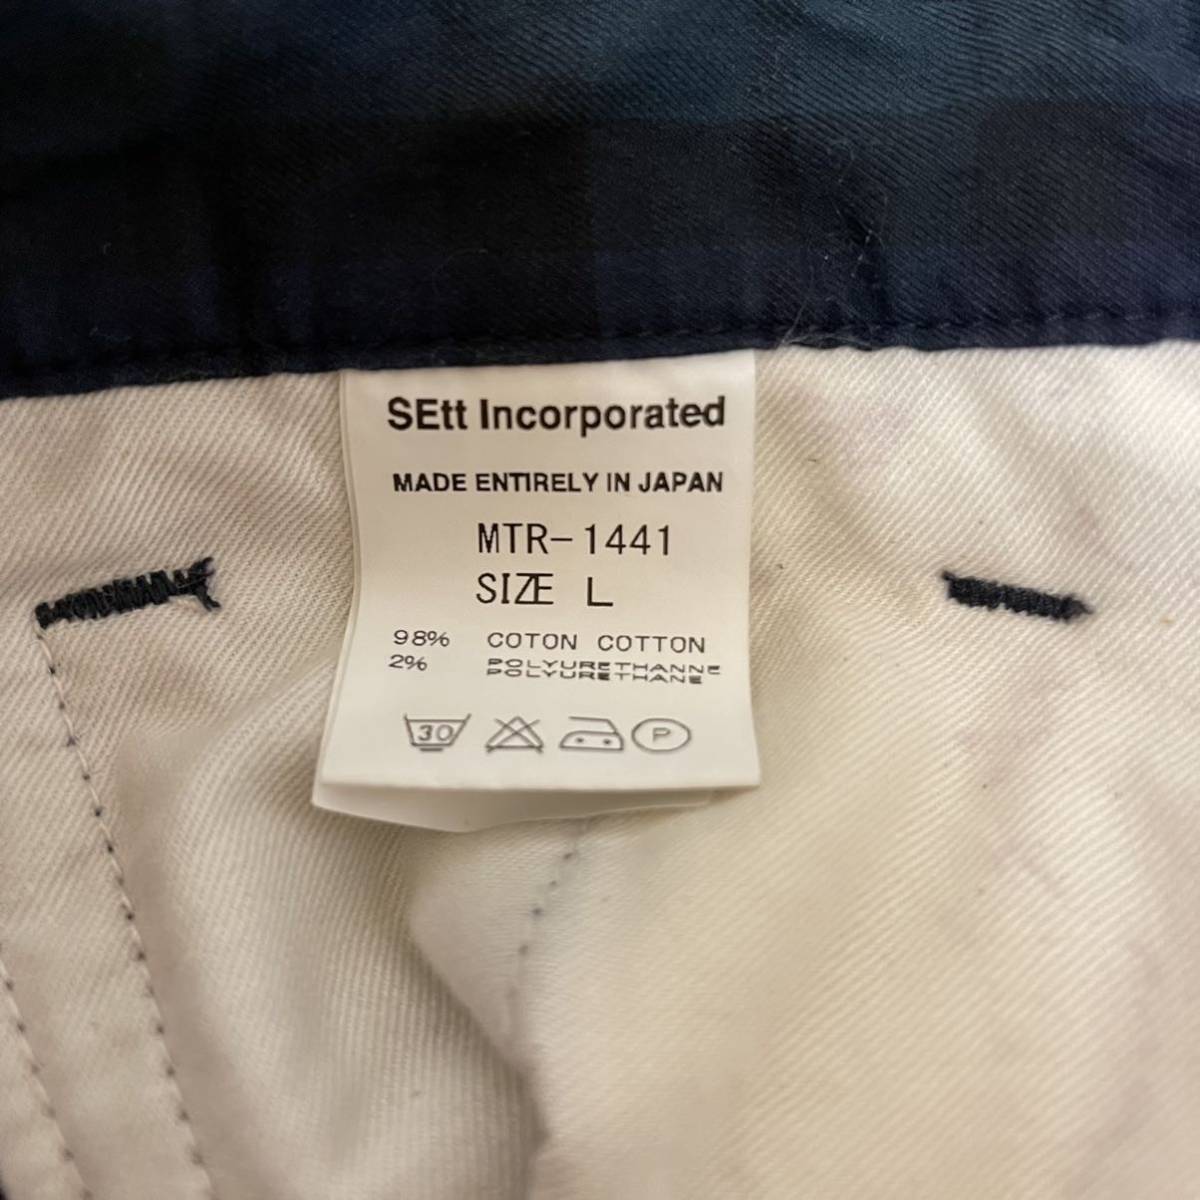 SEtt Incorporated
MADE ENTIRELY IN JAPAN
MTR-1441
SIZE L
98% COTON COTTON
2% POLYURETHANNE
POLYURETHANE
30
P